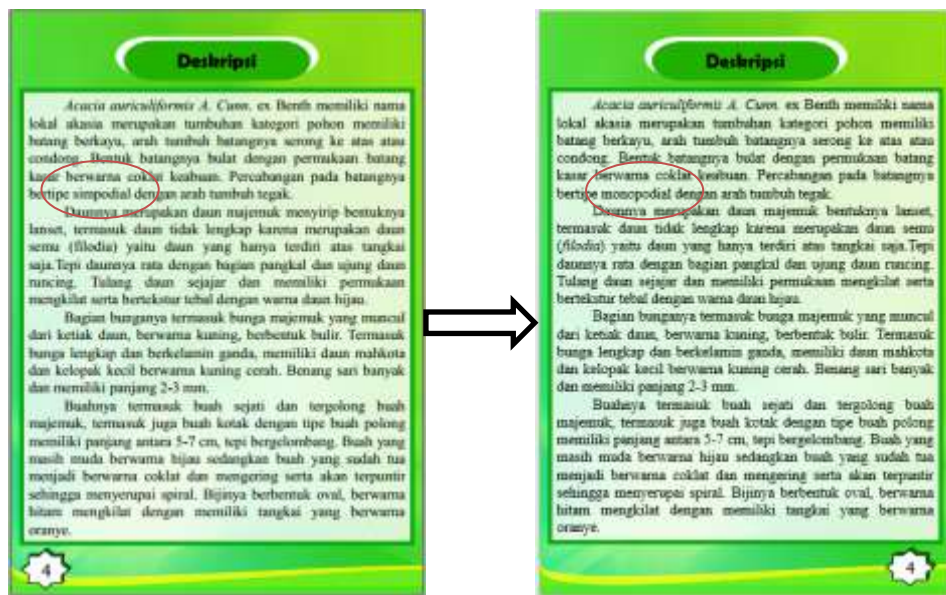 Deskripsi
Acacia auriculiformis A. Cunn. ex Benth memiliki nama
lokal akasia merupakan tumbuhan kategori pohon memiliki
batang berkayu, arah tumbuh batangnya serong ke atas atau
condong. Bentuk batangnya bulat dengan permukaan batang
kasar berwarna coklat keabuan. Percabangan pada batangnya
bertipe simpodial dengan arah tumbuh tegak.
Daunnya merupakan daun majemuk menyirip bentuknya
lanset, termasuk daun tidak lengkap karena merupakan daun
semu (filodia) yaitu daun yang hanya terdiri atas tangkai
saja.Tepi daunnya rata dengan bagian pangkal dan ujung daun
runcing. Tulang daun sejajar dan memiliki permukaan
mengkilat serta bertekstur tebal dengan warna daun hijau.
Bagian bunganya termasuk bunga majemuk yang muncul
dari ketiak daun, berwarna kuning, berbentuk bulir. Termasuk
bunga lengkap dan berkelamin ganda, memiliki daun mahkota
dan kelopak kecil berwarna kuning cerah. Benang sari banyak
dan memiliki panjang 2-3 mm.
Buahnya termasuk buah sejati dan tergolong buah
majemuk, termasuk juga buah kotak dengan tipe buah polong
memiliki panjang antara 5-7 cm, tepi bergelombang. Buah yang
masih muda berwarna hijau sedangkan buah yang sudah tua
menjadi berwarna coklat dan mengering serta akan terpuntir
sehingga menyerupai spiral. Bijinya berbentuk oval, berwarna
hitam mengkilat dengan memiliki tangkai yang berwarna
oranye.
4
Deskripsi
Acacia auriculiformis A. Cunn. ex Benth memiliki nama
lokal akasia merupakan tumbuhan kategori pohon memiliki
batang berkayu, arah tumbuh batangnya serong ke atas atau
condong. Bentuk batangnya bulat dengan permukaan batang
kasar berwarna coklat keabuan. Percabangan pada batangnya
bertipe monopodial dengan arah tumbuh tegak.
Daunnya merupakan daun majemuk bentuknya lanset,
termasuk daun tidak lengkap karena merupakan daun semu
(filodia) yaitu daun yang hanya terdiri atas tangkai saja.Tepi
daunnya rata dengan bagian pangkal dan ujung daun runcing.
Tulang daun sejajar dan memiliki permukaan mengkilat serta
bertekstur tebal dengan warna daun hijau.
Bagian bunganya termasuk bunga majemuk yang muncul
dari ketiak daun, berwarna kuning, berbentuk bulir. Termasuk
bunga lengkap dan berkelamin ganda, memiliki daun mahkota
dan kelopak kecil berwarna kuning cerah. Benang sari banyak
dan memiliki panjang 2-3 mm.
Buahnya termasuk buah sejati dan tergolong buah
majemuk, termasuk juga buah kotak dengan tipe buah polong
memiliki panjang antara 5-7 cm, tepi bergelombang. Buah yang
masih muda berwarna hijau sedangkan buah yang sudah tua
menjadi berwarna coklat dan mengering serta akan terpuntir
sehingga menyerupai spiral. Bijinya berbentuk oval, berwarna
hitam mengkilat dengan memiliki tangkai yang berwarna
oranye.
4